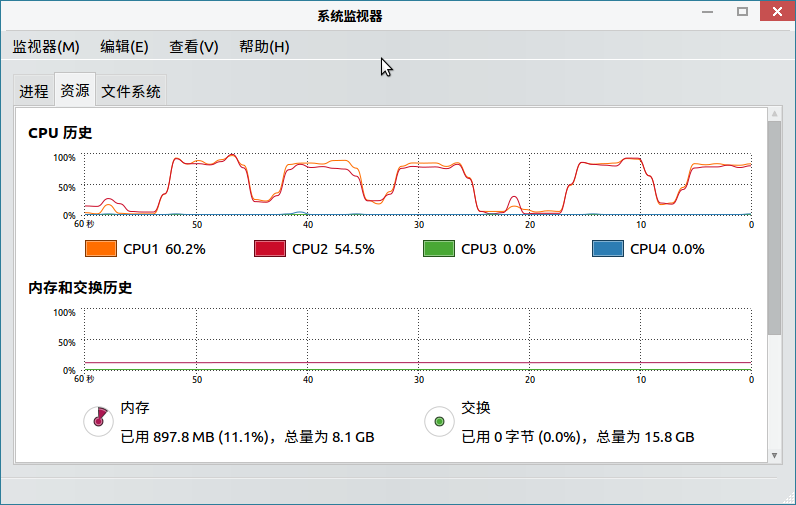 系统监视器
监视器(M) 编辑(E) 查看(V) 帮助(H)
进程 资源 文件系统
CPU 历史
100%
50%
0%
60 秒 50 40 30 20 10 0
CPU1 60.2% CPU2 54.5% CPU3 0.0% CPU4 0.0%
内存和交换历史
100%
50%
0%
60 秒 50 40 30 20 10 0
内存 交换
已用 897.8 MB (11.1%)，总量为 8.1 GB 已用 0 字节 (0.0%)，总量为 15.8 GB